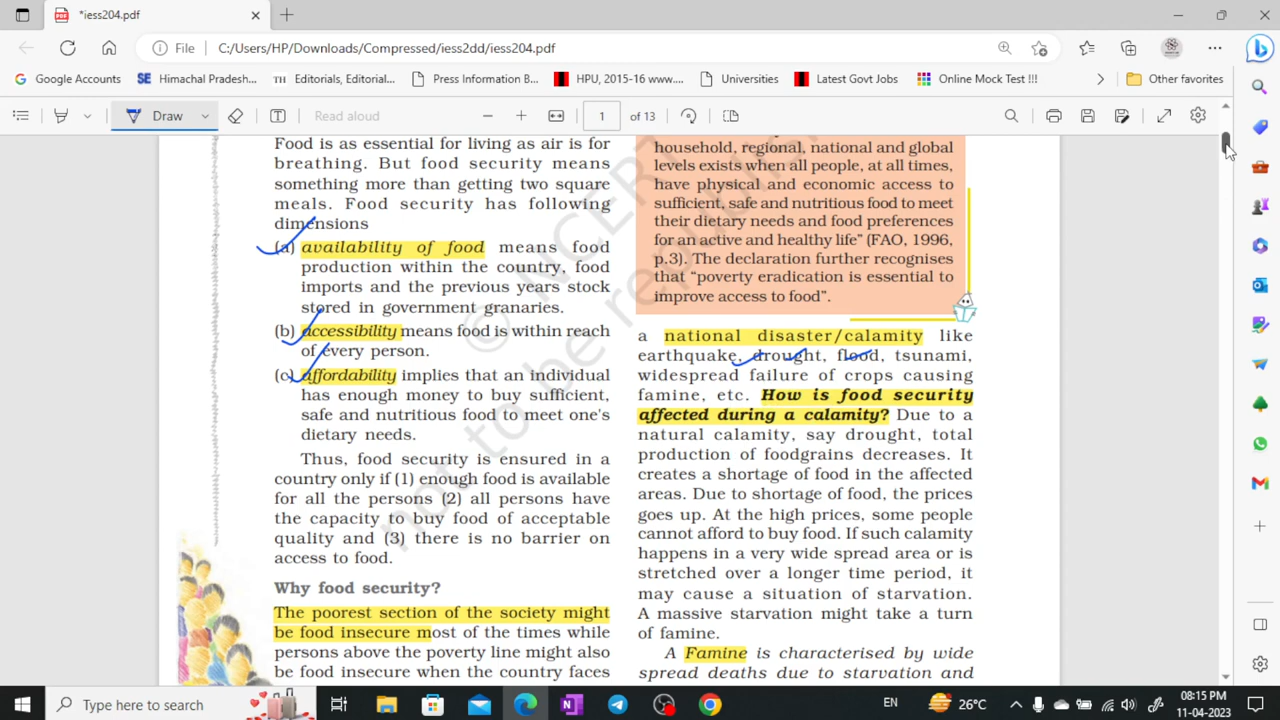 *iess204.pdf
File
C:/Users/HP/Downloads/Compressed/iess2dd/iess204.pdf
Google Accounts
SE Himachal Pradesh...
TH Editorials, Editorial...
Press Information B...
HPU, 2015-16 www....
Universities
Latest Govt Jobs
Online Mock Test !!!
Other favorites
Draw
Read aloud
1 of 13
Food is as essential for living as air is for
breathing. But food security means
something more than getting two square
meals. Food security has following
dimensions
(a) availability of food means food
production within the country, food
imports and the previous years stock
stored in government granaries.
(b) accessibility means food is within reach
of every person.
(c) affordability implies that an individual
has enough money to buy sufficient,
safe and nutritious food to meet one's
dietary needs.
Thus, food security is ensured in a
country only if (1) enough food is available
for all the persons (2) all persons have
the capacity to buy food of acceptable
quality and (3) there is no barrier on
access to food.
Why food security?
The poorest section of the society might
be food insecure most of the times while
persons above the poverty line might also
be food insecure when the country faces
household, regional, national and global
levels exists when all people, at all times,
have physical and economic access to
sufficient, safe and nutritious food to meet
their dietary needs and food preferences
for an active and healthy life" (FAO, 1996,
p.3). The declaration further recognises
that "poverty eradication is essential to
improve access to food".
a national disaster/calamity like
earthquake, drought, flood, tsunami,
widespread failure of crops causing
famine, etc. How is food security
affected during a calamity? Due to a
natural calamity, say drought, total
production of foodgrains decreases. It
creates a shortage of food in the affected
areas. Due to shortage of food, the prices
goes up. At the high prices, some people
cannot afford to buy food. If such calamity
happens in a very wide spread area or is
stretched over a longer time period, it
may cause a situation of starvation.
A massive starvation might take a turn
of famine.
A Famine is characterised by wide
spread deaths due to starvation and
© NCERT
not to be republished
Type here to search
26°C
EN
08:15 PM
11-04-2023